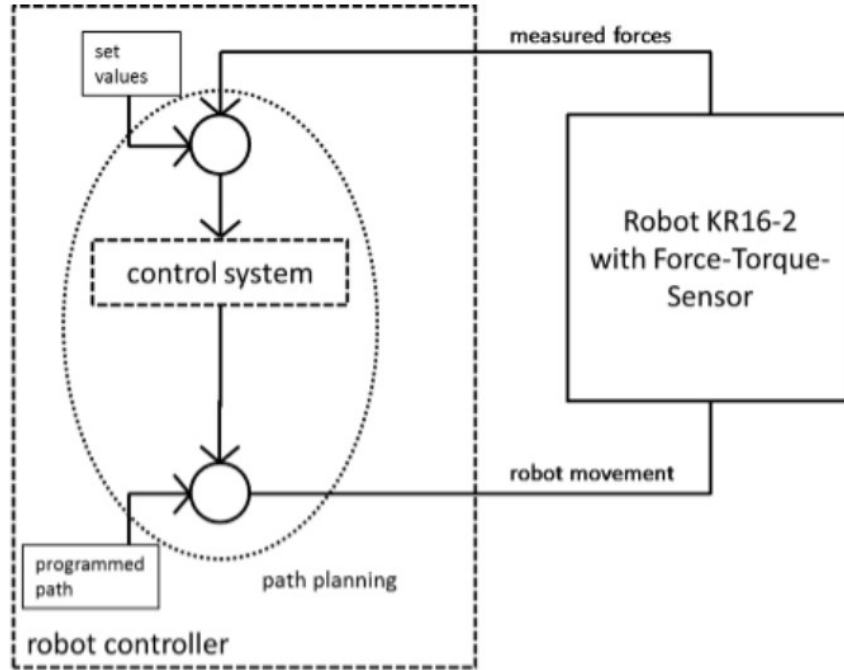 measured forces
set
values
Robot KR16-2
with Force-Torque-
Sensor
control system
robot movement
programmed
path
path planning
robot controller